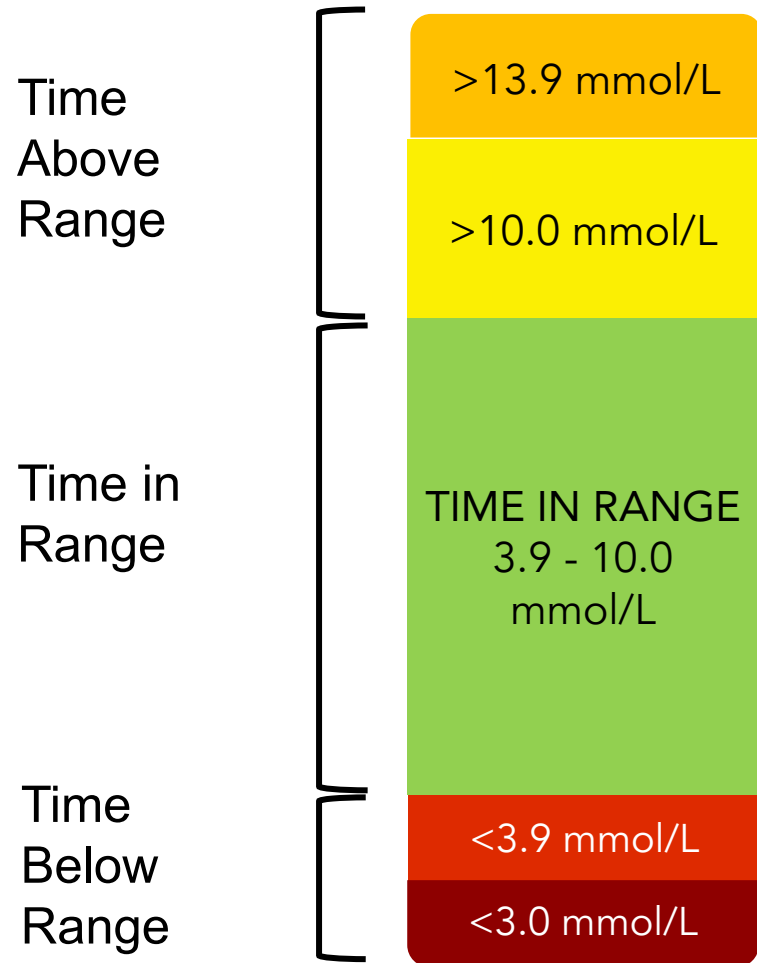 Time
Above
Range
>13.9 mmol/L
>10.0 mmol/L
Time in
Range
TIME IN RANGE
3.9 - 10.0
mmol/L
Time
Below
Range
<3.9 mmol/L
<3.0 mmol/L